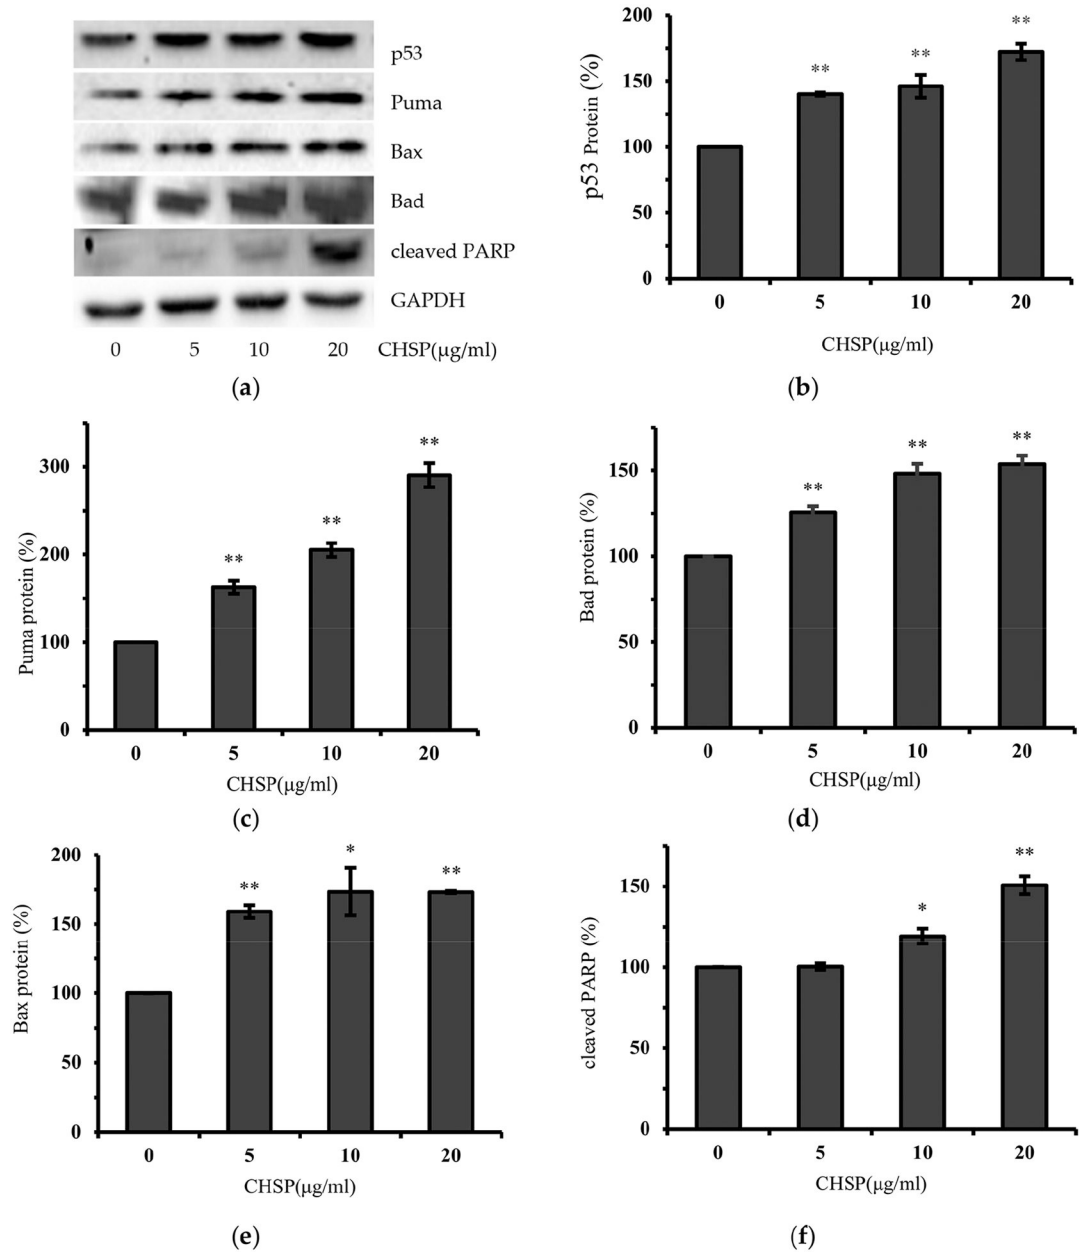 p53
Puma
Bax
Bad
cleaved PARP
GAPDH
0 5 10 20 CHSP(μg/ml)
(a)
p53 Protein (%)
200
150
100
50
0
** ** **
0 5 10 20
CHSP(μg/ml)
(b)
Puma protein (%)
300
200
100
0
** ** **
0 5 10 20
CHSP(μg/ml)
(c)
Bad protein (%)
150
100
50
0
** ** **
0 5 10 20
CHSP(μg/ml)
(d)
Bax protein (%)
200
150
100
50
0
** * **
0 5 10 20
CHSP(μg/ml)
(e)
cleaved PARP (%)
150
100
50
0
* **
0 5 10 20
CHSP(μg/ml)
(f)